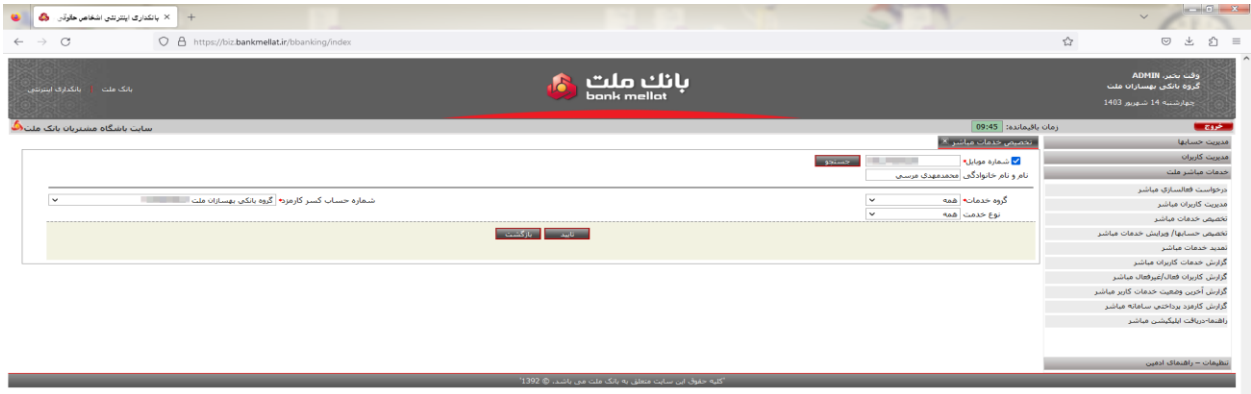 بانکداری اینترنتی اشخاص حقوقی
https://biz.bankmellat.ir/bbanking/index
وقت بخیر، ADMIN
گروه بانکی بهسازان ملت
چهارشنبه 14 شهریور 1403
بانك ملت
bank mellat
بانک ملت | بانکداری اینترنتی
خروج
زمان باقیمانده: 09:45
سایت باشگاه مشتریان بانک ملت
مدیریت حسابها
مدیریت کاربران
خدمات مباشر ملت
درخواست فعالسازی مباشر
مدیریت کاربران مباشر
تخصیص خدمات مباشر
تخصیص حسابها/ ویرایش خدمات مباشر
تمدید خدمات مباشر
گزارش خدمات کاربران مباشر
گزارش کاربران فعال/غیرفعال مباشر
گزارش آخرین وضعیت خدمات کاربر مباشر
گزارش کارمزد پرداختی سامانه مباشر
راهنما-دریافت اپلیکیشن مباشر
تنظیمات – راهنمای ادمین
تخصیص خدمات مباشر
شماره موبایل* جستجو
نام و نام خانوادگی محمدمهدی مرسی
گروه خدمات* همه شماره حساب کسر کارمزد* گروه بانکی بهسازان ملت
نوع خدمت همه
تایید بازگشت
'کلیه حقوق این سایت متعلق به بانک ملت می باشد. © 1392'